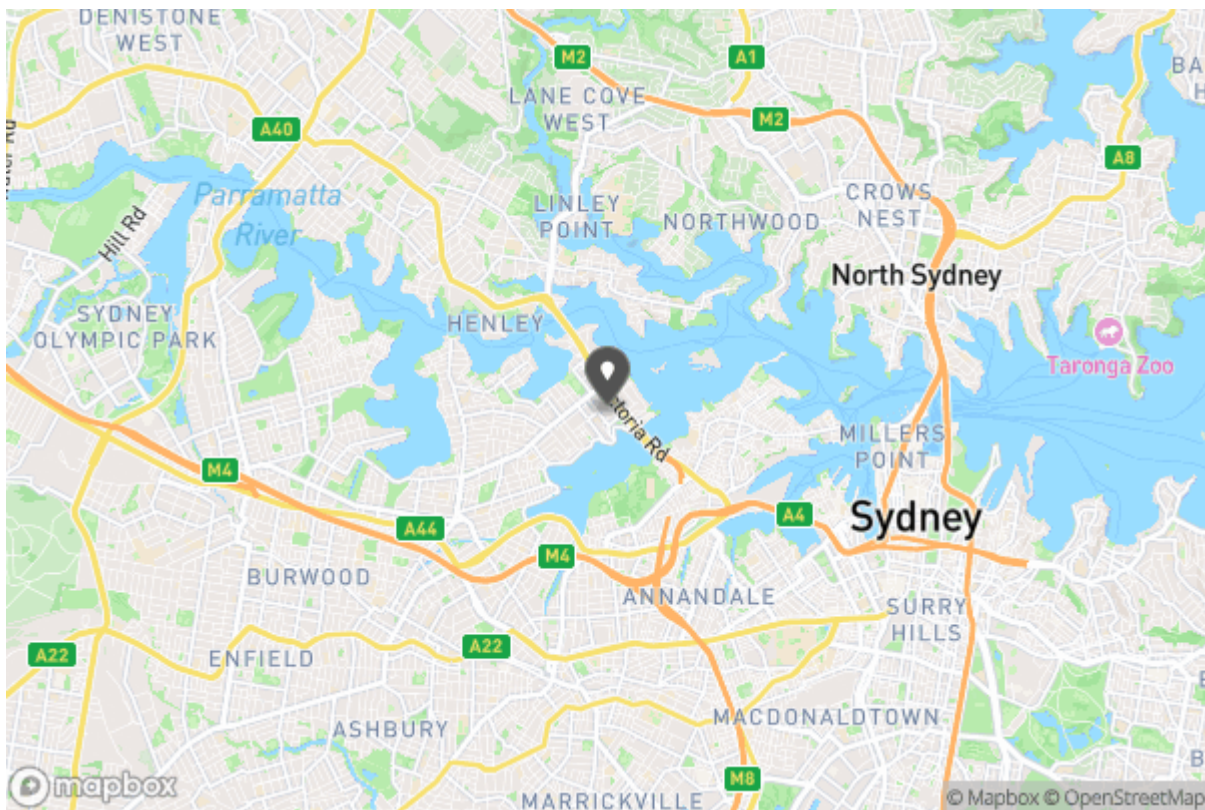 DENISTONE
WEST
M2
A1
LANE COVE
WEST
M2
A40
A8
Parramatta
River
Hill Rd
LINLEY
POINT
NORTHWOOD
CROWS
NEST
North Sydney
SYDNEY
OLYMPIC PARK
HENLEY
Taronga Zoo
Victoria Rd
MILLERS
POINT
M4
A44
A4
Sydney
M4
BURWOOD
ANNANDALE
SURRY
HILLS
A22
A22
ENFIELD
ASHBURY
MACDONALDTOWN
M8
MARRICKVILLE
mapbox
© Mapbox © OpenStreetMap